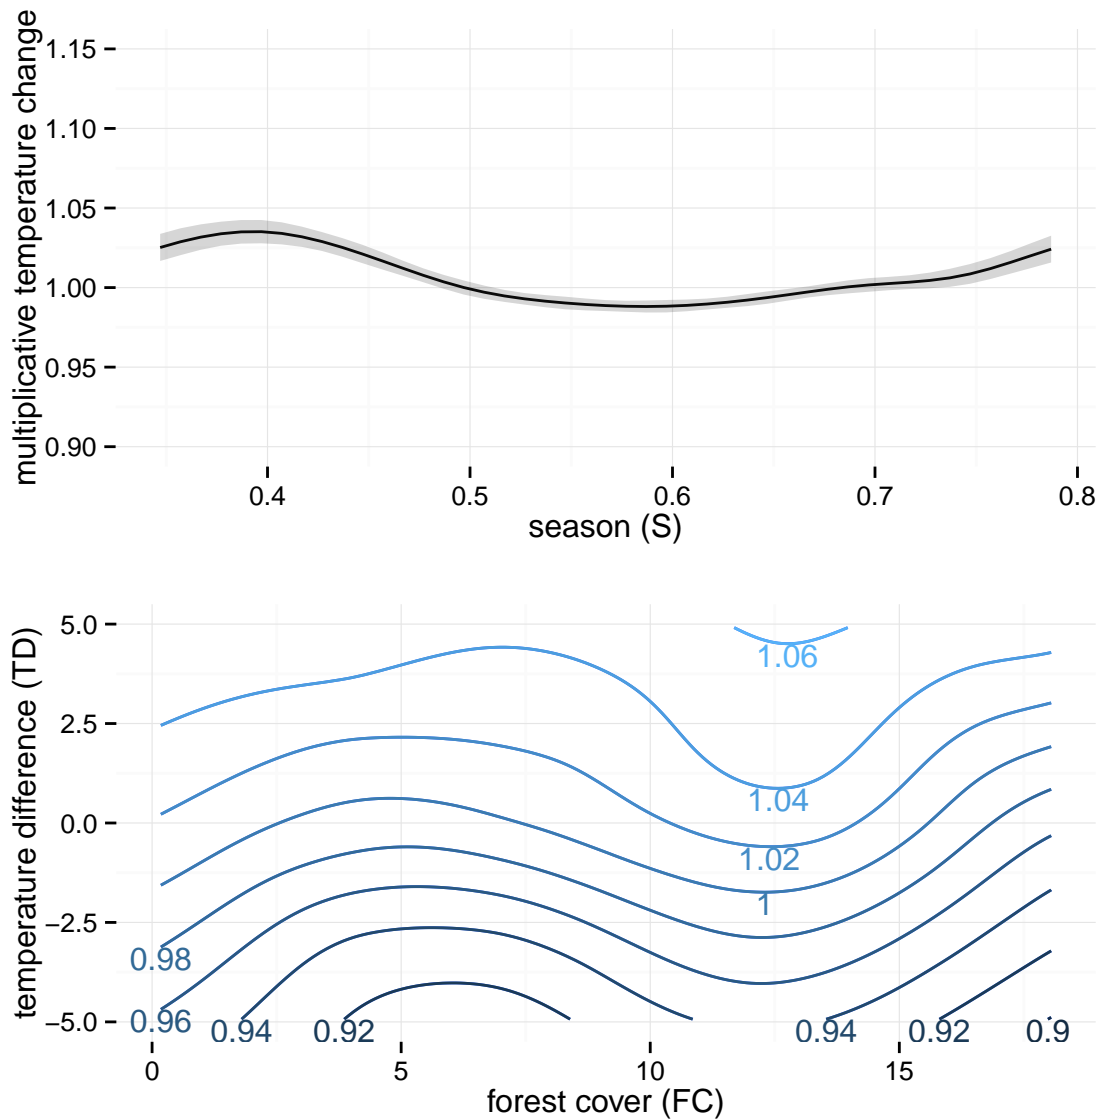 multiplicative temperature change
1.15
1.10
1.05
1.00
0.95
0.90
0.4 0.5 0.6 0.7 0.8
season (S)
temperature difference (TD)
5.0
2.5
0.0
−2.5
−5.0
1.06
1.04
1.02
1
0.98
0.96 0.94 0.92 0.94 0.92 0.9
0 5 10 15
forest cover (FC)